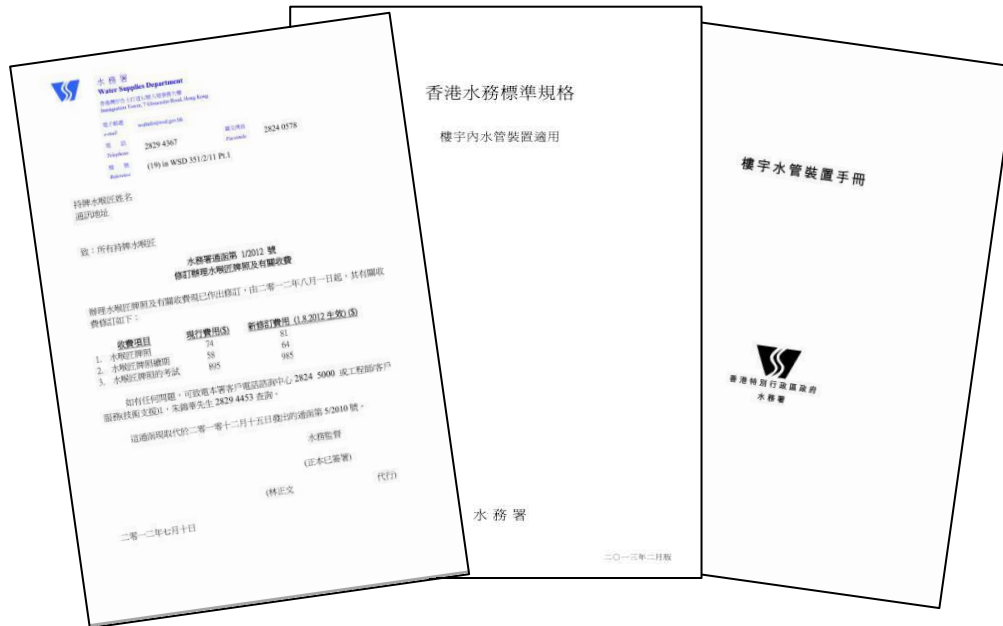 水務署
Water Supplies Department
Immigration Tower, 7 Gloucester Road, Hong Kong
電子郵遞
e-mail
電 話 2829 4367 圖文傳真 2824 0578
Telephone Facsimile
檔 號 (19) in WSD 351/2/11 Pt.1
Reference
持牌水喉匠姓名
通訊地址
致：所有持牌水喉匠
水務署通函第 1/2012 號
修訂辦理水喉匠牌照及有關收費
辦理水喉匠牌照及有關收費現已作出修訂，由二零一二年八月一日起，其有關收
費修訂如下：
收費項目 現行費用($) 新修訂費用 (1.8.2012 生效) ($)
1. 水喉匠牌照 74 81
2. 水喉匠牌照續期 58 64
3. 水喉匠牌照的考試 895 985
如有任何問題，可致電本署客戶電話諮詢中心 2824 5000 或工程師/客戶
服務(技術支援)1，朱錦華先生 2829 4453 查詢。
這通函現取代於二零一零十二月十五日發出的通函第 5/2010 號。
水務監督
(正本已簽署)
(林正文 代行)
二零一二年七月十日
香港水務標準規格
樓宇內水管裝置適用
水務署
二〇一三年二月版
樓宇水管裝置手冊
香港特別行政區政府
水務署